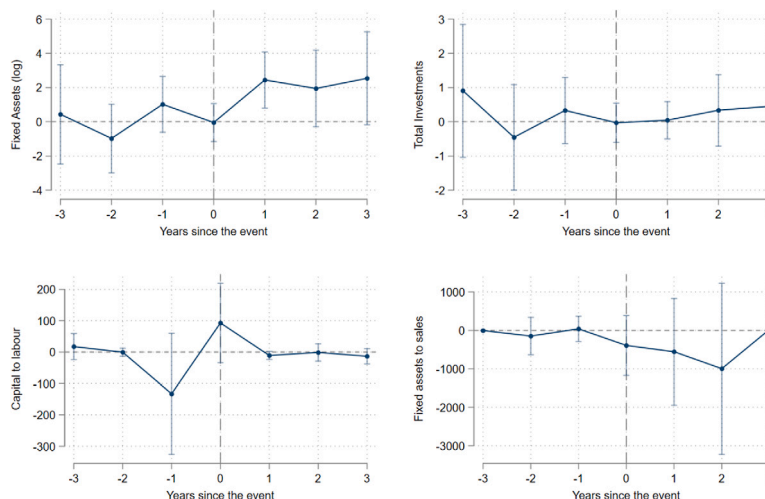 6
4
2
0
-2
-4
Fixed Assets (log)
-3 -2 -1 0 1 2 3
Years since the event
3
2
1
0
-1
-2
Total Investments
-3 -2 -1 0 1 2
Years since the event
200
100
0
-100
-200
-300
Capital to labour
-3 -2 -1 0 1 2 3
Years since the event
1000
0
-1000
-2000
-3000
Fixed assets to sales
-3 -2 -1 0 1 2
Years since the event